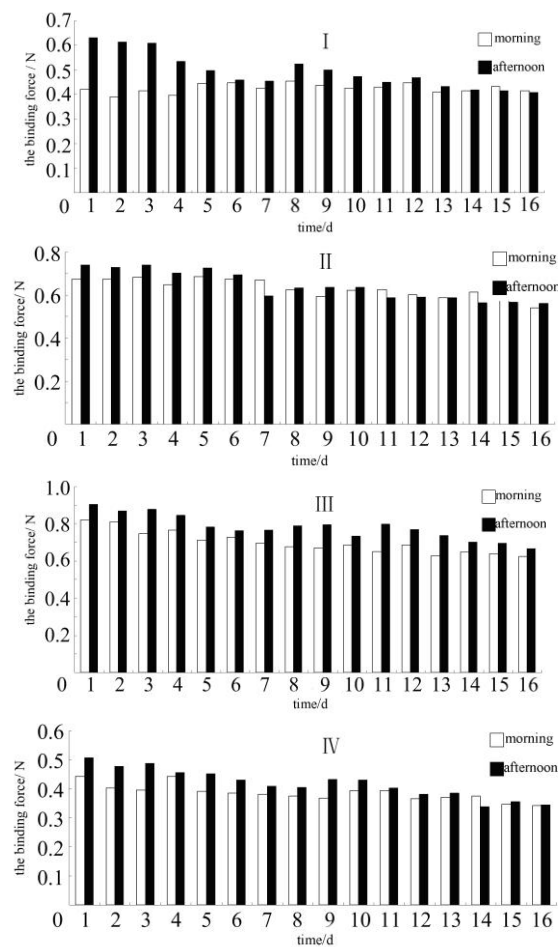 I
the binding force / N
0.7
0.6
0.5
0.4
0.3
0.2
0.1
0
morning
afternoon
1 2 3 4 5 6 7 8 9 10 11 12 13 14 15 16
time/d
II
the binding force/ N
0.8
0.6
0.4
0.2
0
morning
afternoon
1 2 3 4 5 6 7 8 9 10 11 12 13 14 15 16
time/d
III
the binding force/ N
1.0
0.8
0.6
0.4
0.2
0
morning
afternoon
1 2 3 4 5 6 7 8 9 10 11 12 13 14 15 16
time/d
IV
the binding force/ N
0.6
0.5
0.4
0.3
0.2
0.1
0
morning
afternoon
1 2 3 4 5 6 7 8 9 10 11 12 13 14 15 16
time/d